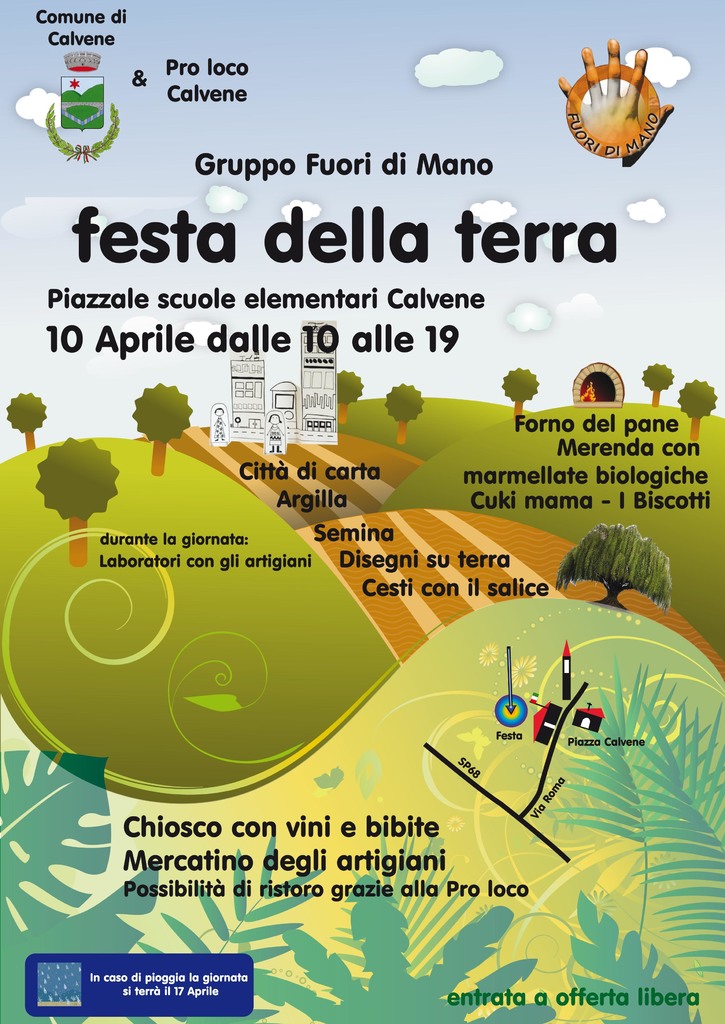 Comune di
Calvene
&
Pro loco
Calvene
FUORI DI MANO
Gruppo Fuori di Mano
festa della terra
Piazzale scuole elementari Calvene
10 Aprile dalle 10 alle 19
Forno del pane
Merenda con
marmellate biologiche
Cuki mama - I Biscotti
Città di carta
Argilla
Semina
Disegni su terra
Cesti con il salice
durante la giornata:
Laboratori con gli artigiani
Festa
Piazza Calvene
SP68
Via Roma
Chiosco con vini e bibite
Mercatino degli artigiani
Possibilità di ristoro grazie alla Pro loco
In caso di pioggia la giornata
si terrà il 17 Aprile
entrata a offerta libera